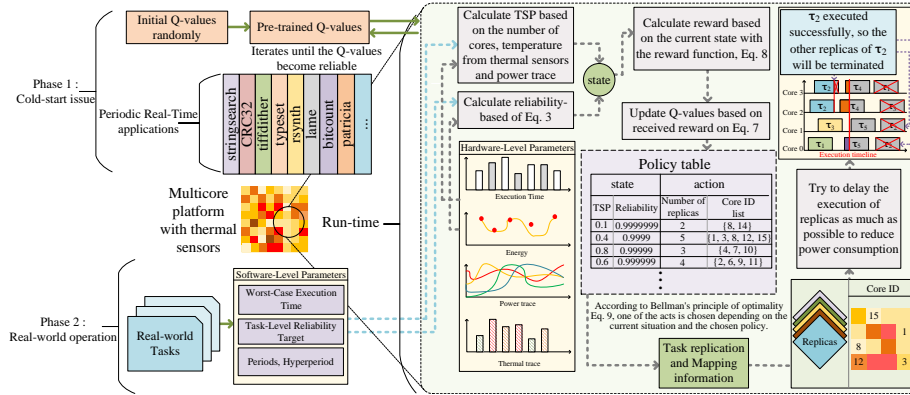 Initial Q-values
randomly
Pre-trained Q-values
Iterates until the Q-values
become reliable
Phase 1 :
Cold-start issue
Periodic Real-Time
applications
stringsearch
CRC32
tiffdither
typeset
rsynth
lame
bitcount
patricia
...
Multicore
platform
with thermal
sensors
Run-time
Phase 2 :
Real-world operation
Real-world
Tasks
Software-Level Parameters
Worst-Case Execution
Time
Task-Level Reliability
Target
Periods, Hyperperiod
Calculate TSP based
on the number of
cores, temperature
from thermal sensors
and power trace
Calculate reliability-
based of Eq. 3
state
Calculate reward based
on the current state with
the reward function, Eq. 8
Update Q-values based on
received reward on Eq. 7
Hardware-Level Parameters
Execution Time
Energy
Power trace
Thermal trace
Policy table
state
action
TSP
Reliability
Number of
replicas
Core ID
list
0.1
0.9999999
2
{8, 14}
0.4
0.9999
5
{1, 3, 8, 12, 15}
0.8
0.99999
3
{4, 7, 10}
0.6
0.999999
4
{2, 6, 9, 11}
According to Bellman's principle of optimality
Eq. 9, one of the acts is chosen depending on the
current situation and the chosen policy.
Task replication
and Mapping
information
τ2 executed
successfully, so the
other replicas of τ2
will be terminated
Core 3
τ2
τ4
Core 2
τ2
τ4
Core 1
τ3
τ5
Core 0
τ1
τ5
Execution timeline
Try to delay the
execution of
replicas as much as
possible to reduce
power consumption
Replicas
Core ID
15
1
8
12
3